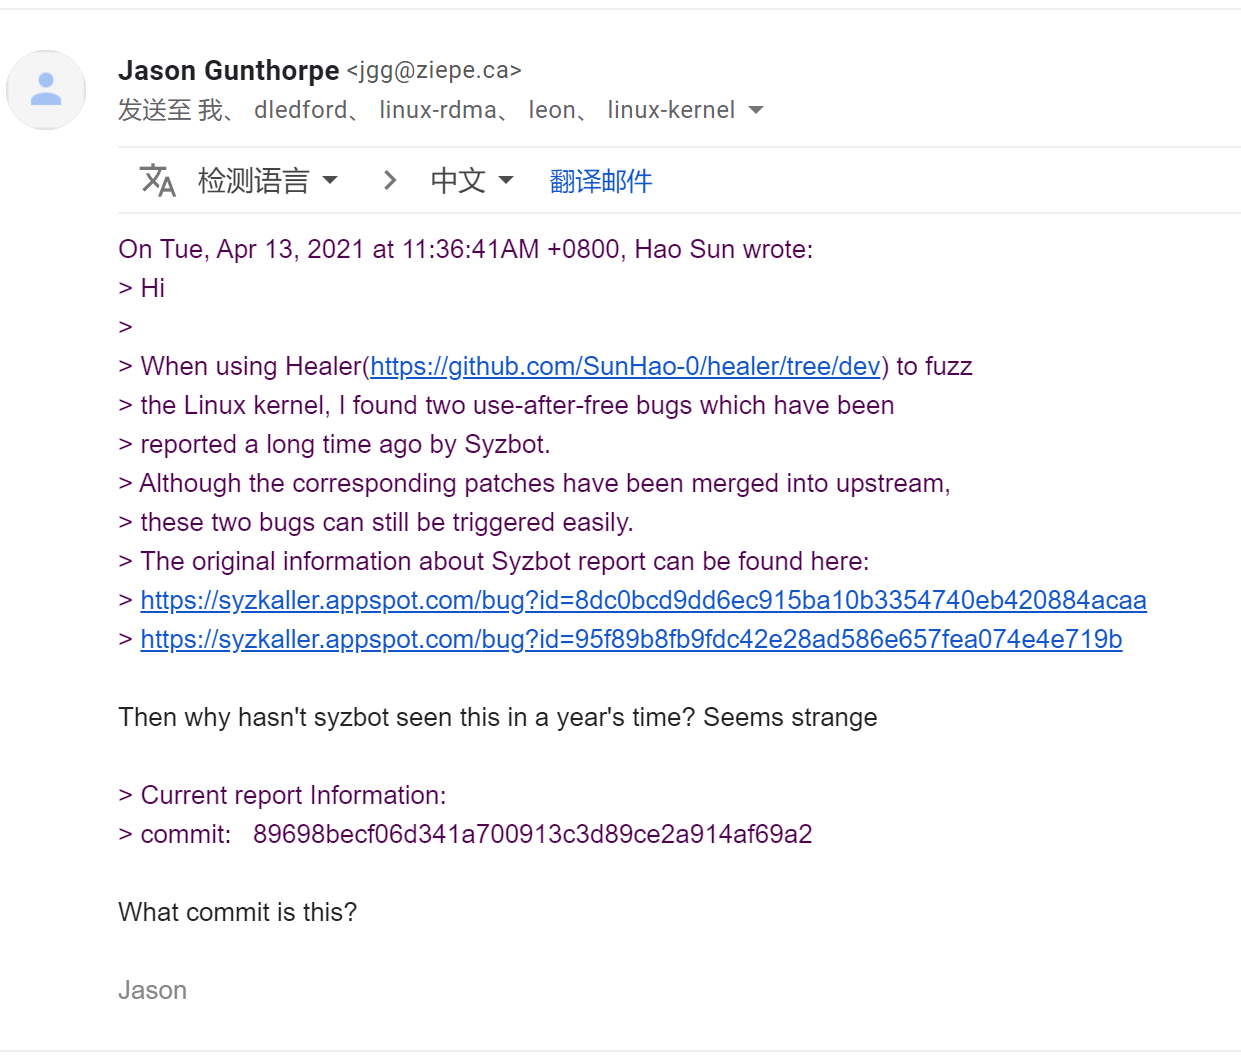 Jason Gunthorpe <jgg@ziepe.ca>
发送至 我、 dledford、 linux-rdma、 leon、 linux-kernel
检测语言 > 中文 翻译邮件
On Tue, Apr 13, 2021 at 11:36:41AM +0800, Hao Sun wrote:
> Hi
>
> When using Healer(https://github.com/SunHao-0/healer/tree/dev) to fuzz
> the Linux kernel, I found two use-after-free bugs which have been
> reported a long time ago by Syzbot.
> Although the corresponding patches have been merged into upstream,
> these two bugs can still be triggered easily.
> The original information about Syzbot report can be found here:
> https://syzkaller.appspot.com/bug?id=8dc0bcd9dd6ec915ba10b3354740eb420884acaa
> https://syzkaller.appspot.com/bug?id=95f89b8fb9fdc42e28ad586e657fea074e4e719b
Then why hasn't syzbot seen this in a year's time? Seems strange
> Current report Information:
> commit:   89698becf06d341a700913c3d89ce2a914af69a2
What commit is this?
Jason